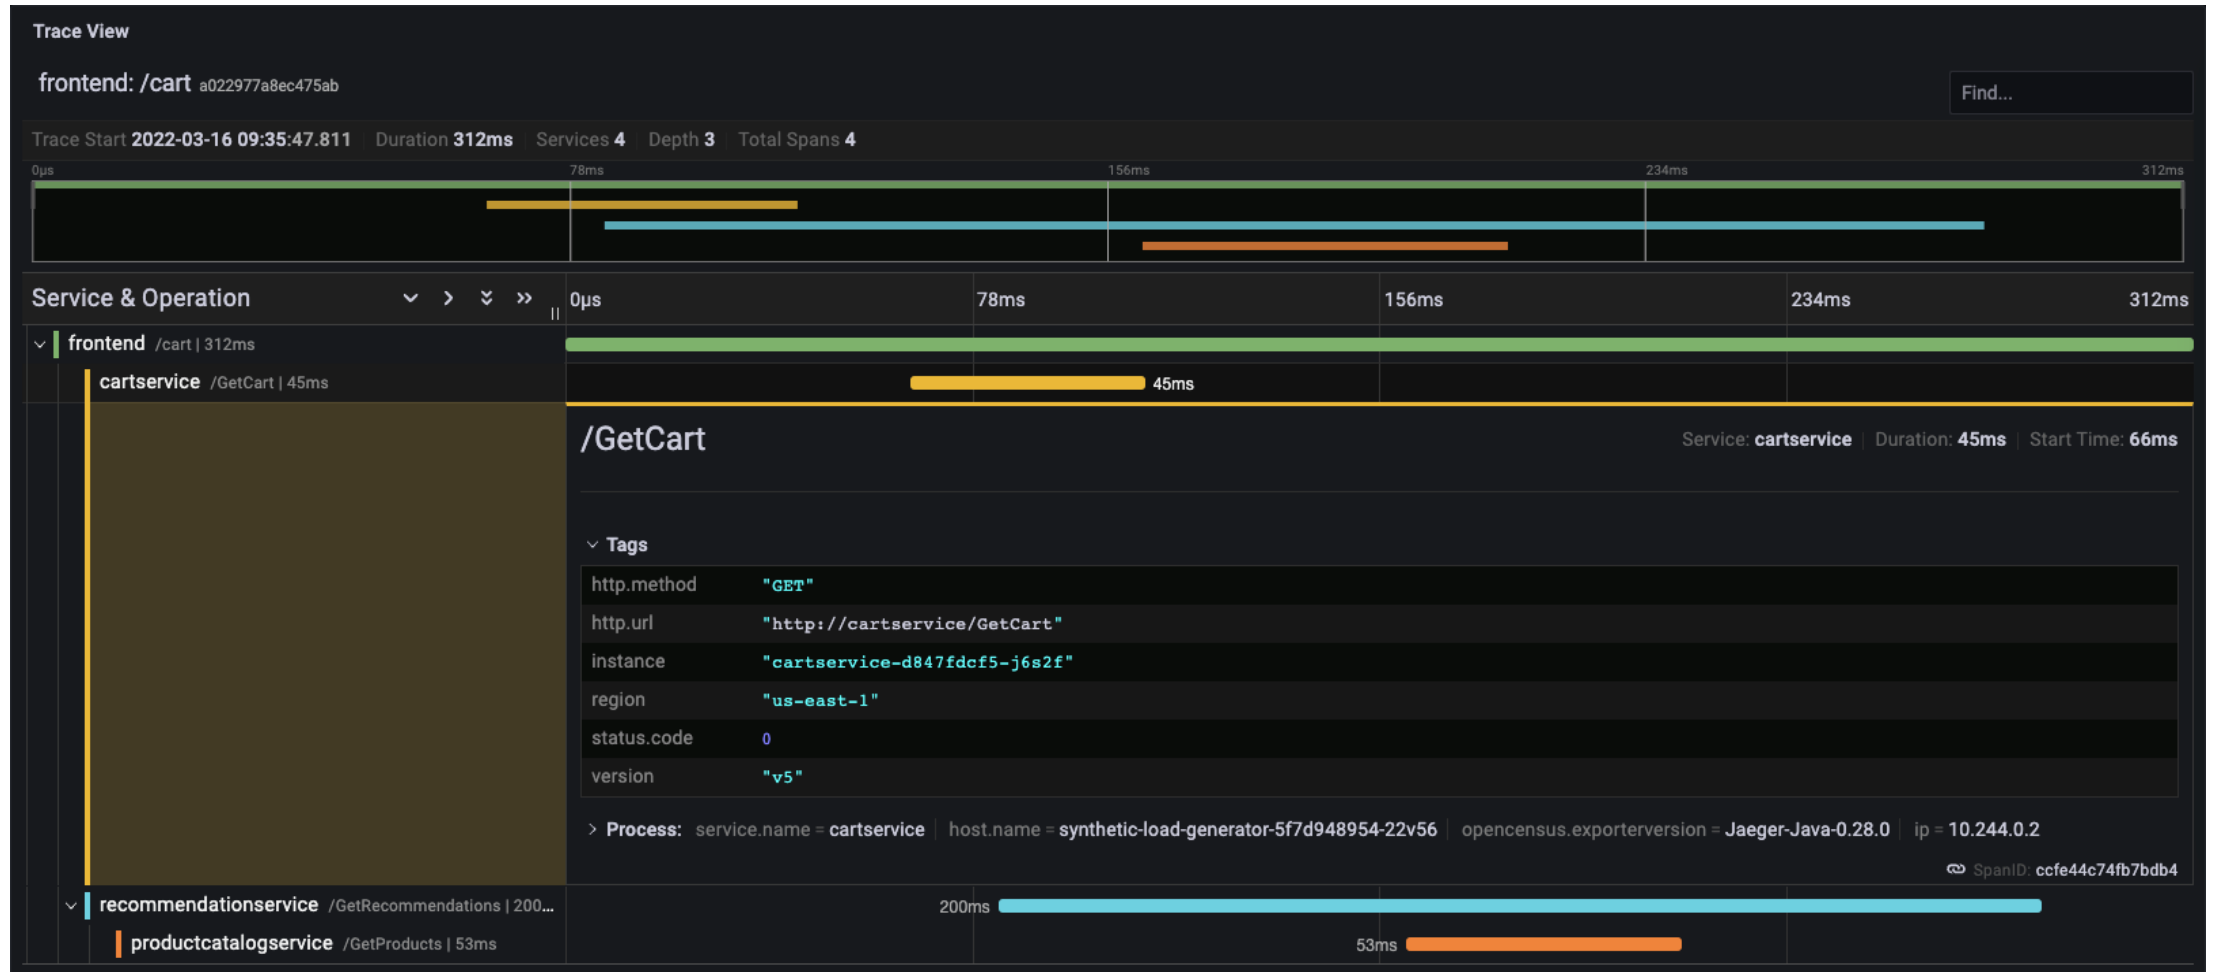 Trace View
frontend: /cart a022977a8ec475ab
Find...
Trace Start 2022-03-16 09:35:47.811 Duration 312ms Services 4 Depth 3 Total Spans 4
0μs 78ms 156ms 234ms 312ms
Service & Operation 0μs 78ms 156ms 234ms 312ms
frontend /cart | 312ms
cartservice /GetCart | 45ms 45ms
/GetCart Service: cartservice Duration: 45ms Start Time: 66ms
Tags
http.method "GET"
http.url "http://cartservice/GetCart"
instance "cartservice-d847fdcf5-j6s2f"
region "us-east-1"
status.code 0
version "v5"
Process: service.name = cartservice host.name = synthetic-load-generator-5f7d948954-22v56 opencensus.exporterversion = Jaeger-Java-0.28.0 ip = 10.244.0.2
SpanID: ccfe44c74fb7bdb4
recommendationservice /GetRecommendations | 200... 200ms
productcatalogservice /GetProducts | 53ms 53ms